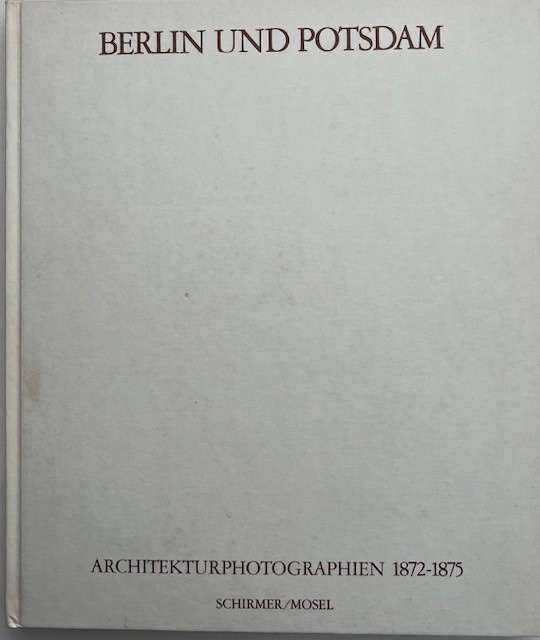 BERLIN UND POTSDAM
ARCHITEKTURPHOTOGRAPHIEN 1872-1875
SCHIRMER/MOSEL